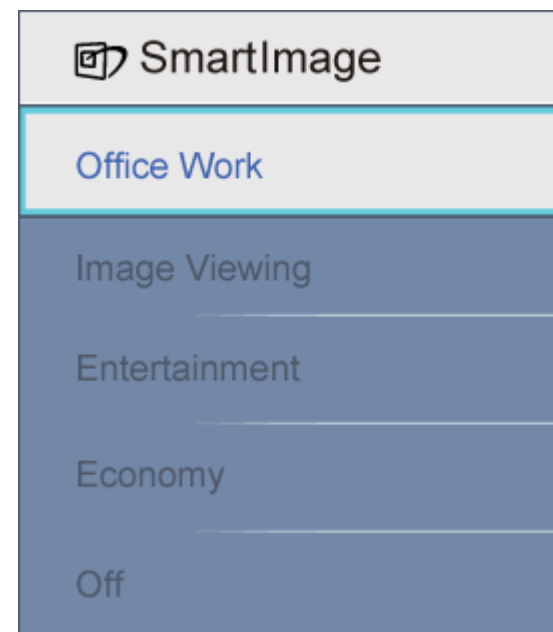 SmartImage
Office Work
Image Viewing
Entertainment
Economy
Off